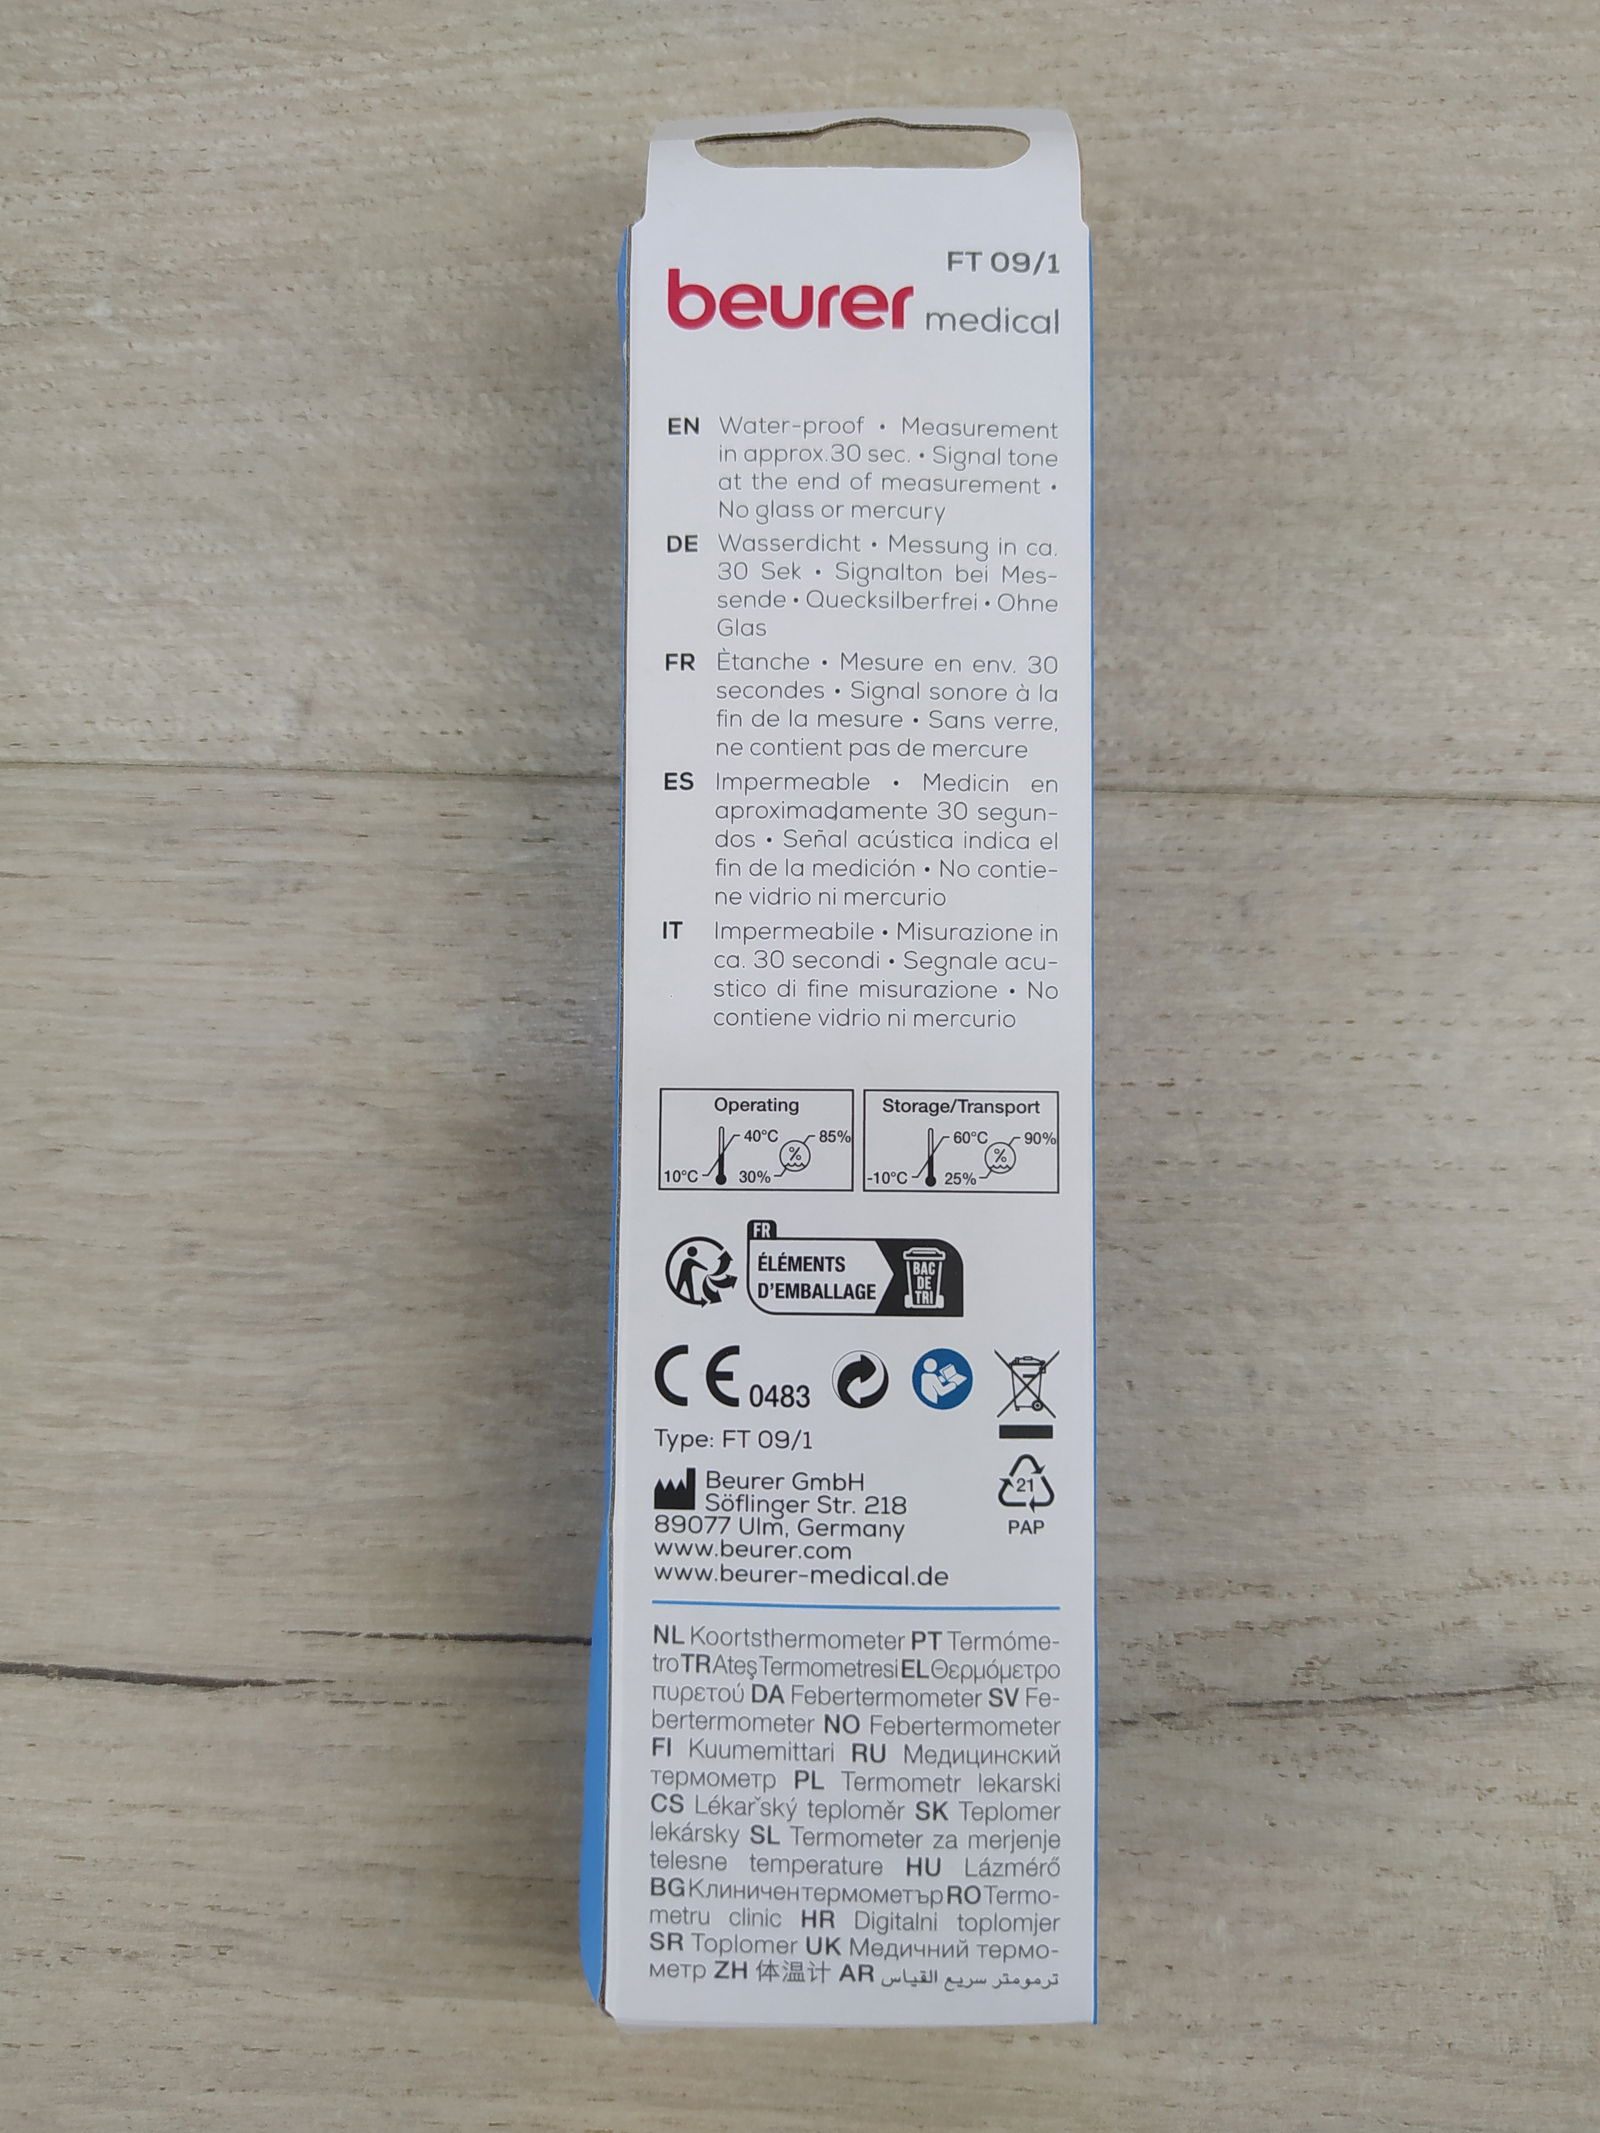 FT 09/1
beurer medical
EN Water-proof • Measurement
in approx.30 sec. • Signal tone
at the end of measurement •
No glass or mercury
DE Wasserdicht • Messung in ca.
30 Sek • Signalton bei Mes-
sende • Quecksilberfrei • Ohne
Glas
FR Ètanche • Mesure en env. 30
secondes • Signal sonore à la
fin de la mesure • Sans verre,
ne contient pas de mercure
ES Impermeable • Medicin en
aproximadamente 30 segun-
dos • Señal acústica indica el
fin de la medición • No contie-
ne vidrio ni mercurio
IT Impermeabile • Misurazione in
ca. 30 secondi • Segnale acu-
stico di fine misurazione • No
contiene vidrio ni mercurio
Operating
40°C 85%
%
10°C 30%
Storage/Transport
60°C 90%
%
-10°C 25%
FR
ÉLÉMENTS
D'EMBALLAGE
BAC
DE
TRI
CE 0483
Type: FT 09/1
Beurer GmbH
Söflinger Str. 218
89077 Ulm, Germany
www.beurer.com
www.beurer-medical.de
21
PAP
NL Koortsthermometer PT Termóme-
tro TR Ateş Termometresi EL Θερμόμετρο
πυρετού DA Febertermometer SV Fe-
bertermometer NO Febertermometer
FI Kuumemittari RU Медицинский
термометр PL Termometr lekarski
CS Lékařský teploměr SK Teplomer
lekársky SL Termometer za merjenje
telesne temperature HU Lázmérő
BG Клиничен термометър RO Termo-
metru clinic HR Digitalni toplomjer
SR Toplomer UK Медичний термо-
метр ZH 体温计 AR ترمومتر سريع القياس